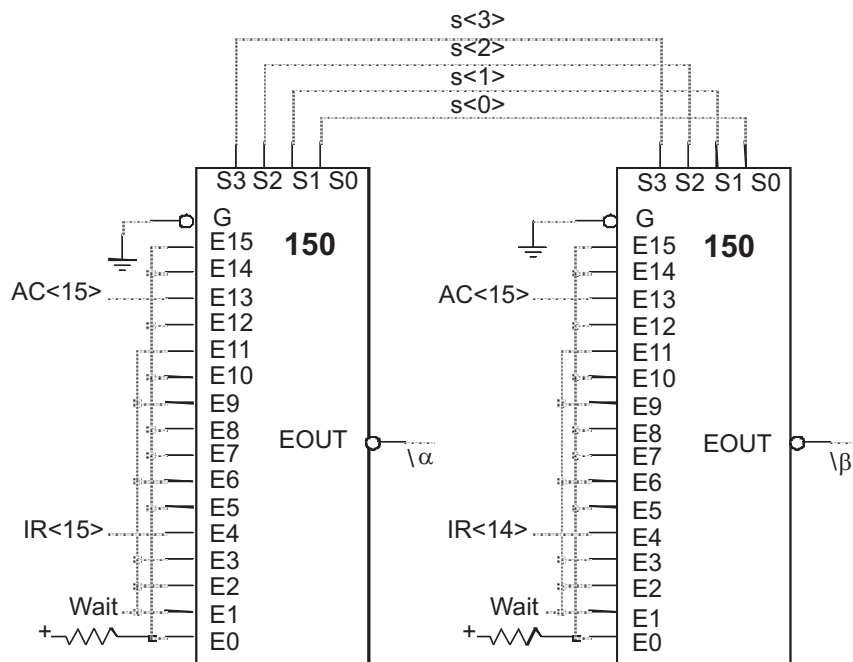 s<3>
s<2>
s<1>
s<0>
S3 S2 S1 S0
G
150
E15
E14
AC<15>
E13
E12
E11
E10
E9
E8
EOUT
\α
E7
E6
E5
IR<15>
E4
E3
E2
Wait
E1
+
E0
S3 S2 S1 S0
G
150
E15
E14
AC<15>
E13
E12
E11
E10
E9
E8
EOUT
\β
E7
E6
E5
IR<14>
E4
E3
E2
Wait
E1
+
E0